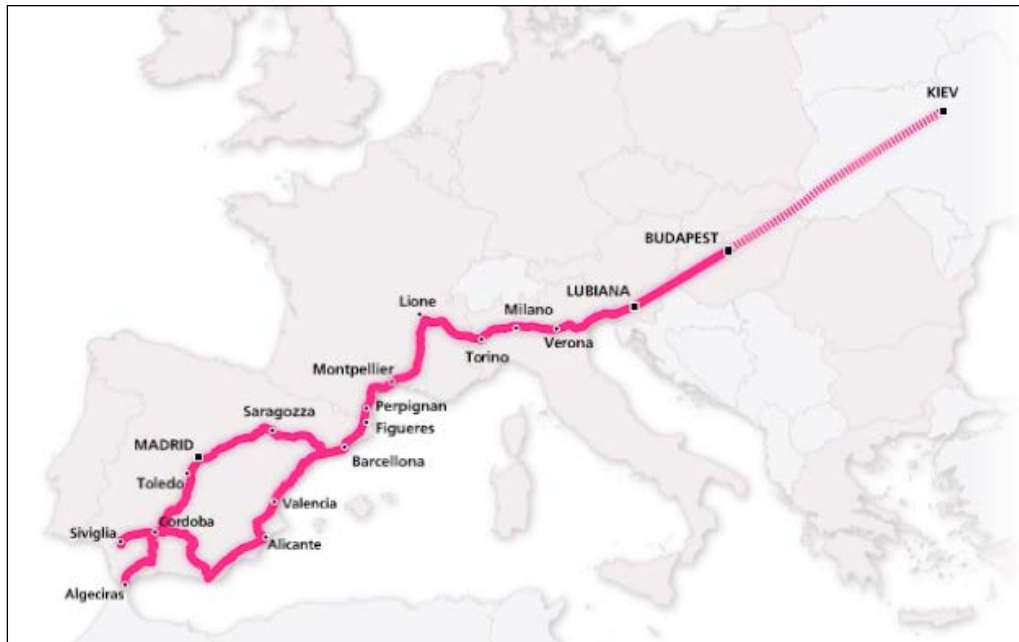 KIEV
BUDAPEST
LUBIANA
Lione
Milano
Verona
Torino
Montpellier
Perpignan
Figueres
Saragozza
MADRID
Barcellona
Toledo
Valencia
Cordoba
Siviglia
Alicante
Algeciras